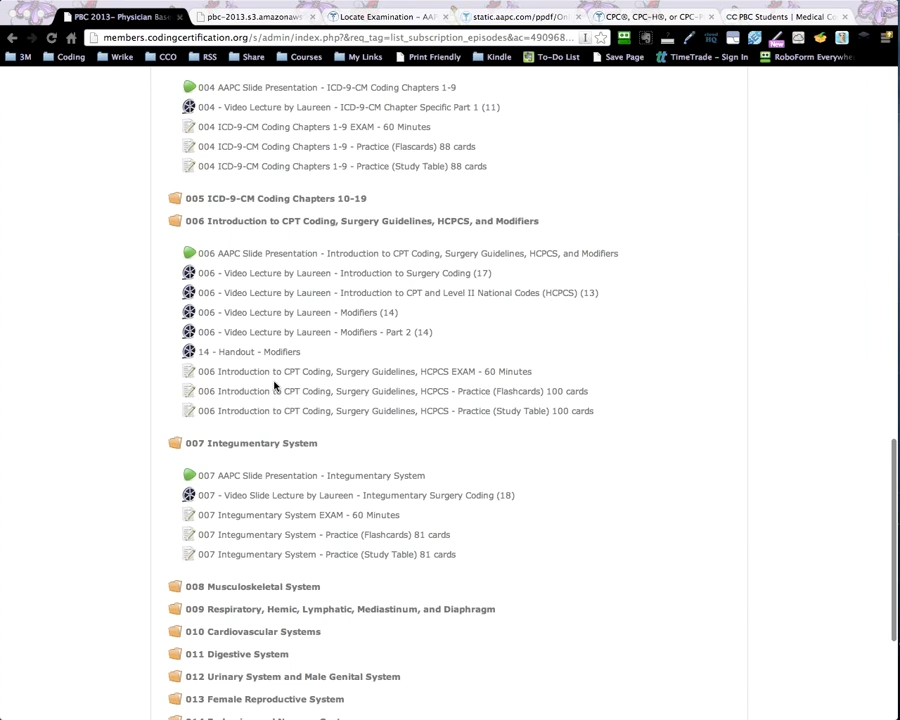 PBC 2013– Physician Base
pbc-2013.s3.amazonaws
Locate Examination – AA
static.aapc.com/ppdf/On
CPC®, CPC-H®, or CPC-
CC PBC Students | Medical Co
members.codingcertification.org/s/admin/index.php?req_tag=list_subscription_episodes&ac=490968...
3M Coding Wrike CCO RSS Share Courses My Links Print Friendly Kindle To-Do List Save Page TimeTrade - Sign In RoboForm Everywhe
New
004 AAPC Slide Presentation - ICD-9-CM Coding Chapters 1-9
004 - Video Lecture by Laureen - ICD-9-CM Chapter Specific Part 1 (11)
004 ICD-9-CM Coding Chapters 1-9 EXAM - 60 Minutes
004 ICD-9-CM Coding Chapters 1-9 - Practice (Flascards) 88 cards
004 ICD-9-CM Coding Chapters 1-9 - Practice (Study Table) 88 cards
005 ICD-9-CM Coding Chapters 10-19
006 Introduction to CPT Coding, Surgery Guidelines, HCPCS, and Modifiers
006 AAPC Slide Presentation - Introduction to CPT Coding, Surgery Guidelines, HCPCS, and Modifiers
006 - Video Lecture by Laureen - Introduction to Surgery Coding (17)
006 - Video Lecture by Laureen - Introduction to CPT and Level II National Codes (HCPCS) (13)
006 - Video Lecture by Laureen - Modifiers (14)
006 - Video Lecture by Laureen - Modifiers - Part 2 (14)
14 - Handout - Modifiers
006 Introduction to CPT Coding, Surgery Guidelines, HCPCS EXAM - 60 Minutes
006 Introduction to CPT Coding, Surgery Guidelines, HCPCS - Practice (Flashcards) 100 cards
006 Introduction to CPT Coding, Surgery Guidelines, HCPCS - Practice (Study Table) 100 cards
007 Integumentary System
007 AAPC Slide Presentation - Integumentary System
007 - Video Slide Lecture by Laureen - Integumentary Surgery Coding (18)
007 Integumentary System EXAM - 60 Minutes
007 Integumentary System - Practice (Flashcards) 81 cards
007 Integumentary System - Practice (Study Table) 81 cards
008 Musculoskeletal System
009 Respiratory, Hemic, Lymphatic, Mediastinum, and Diaphragm
010 Cardiovascular Systems
011 Digestive System
012 Urinary System and Male Genital System
013 Female Reproductive System